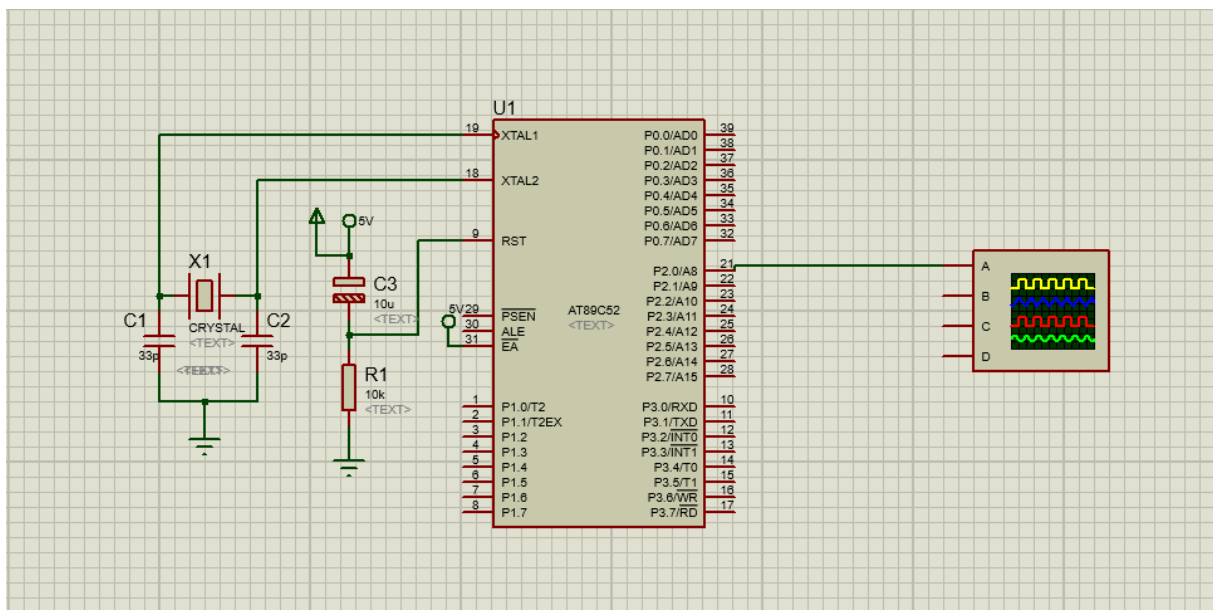 U1
19 XTAL1
18 XTAL2
9 RST
29 PSEN
30 ALE
31 EA
1 P1.0/T2
2 P1.1/T2EX
3 P1.2
4 P1.3
5 P1.4
6 P1.5
7 P1.6
8 P1.7
AT89C52
<TEXT>
P0.0/AD0 39
P0.1/AD1 38
P0.2/AD2 37
P0.3/AD3 36
P0.4/AD4 35
P0.5/AD5 34
P0.6/AD6 33
P0.7/AD7 32
P2.0/A8 21
P2.1/A9 22
P2.2/A10 23
P2.3/A11 24
P2.4/A12 25
P2.5/A13 26
P2.6/A14 27
P2.7/A15 28
P3.0/RXD 10
P3.1/TXD 11
P3.2/INT0 12
P3.3/INT1 13
P3.4/T0 14
P3.5/T1 15
P3.6/WR 16
P3.7/RD 17
X1
CRYSTAL
<TEXT>
C1
33p
C2
33p
5V
C3
10u
<TEXT>
5V
R1
10k
<TEXT>
A
B
C
D